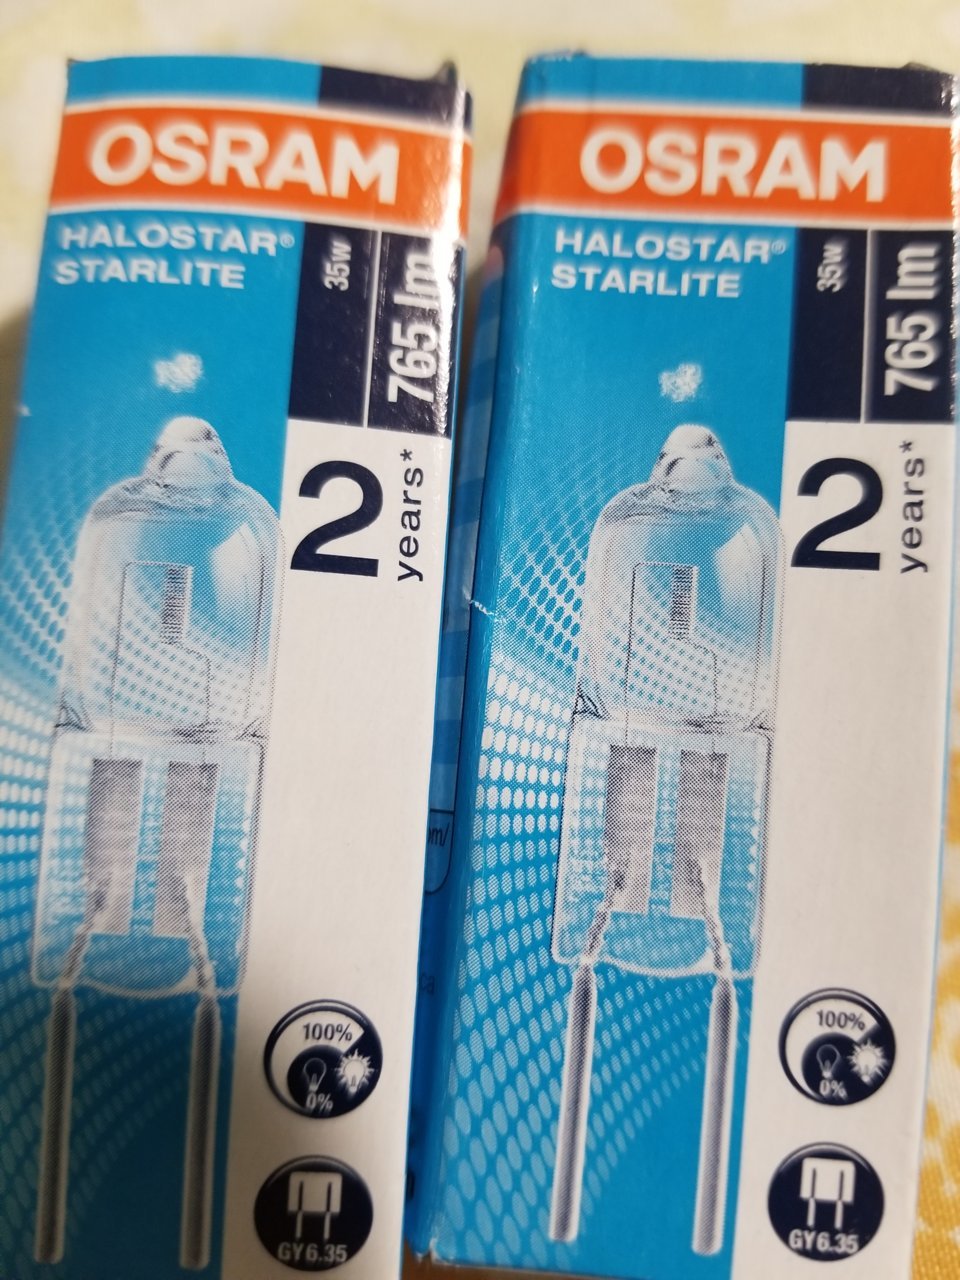 OSRAM
HALOSTAR®
STARLITE
35w
765 lm
2
years*
100%
0%
GY6.35
m/
ca
OSRAM
HALOSTAR®
STARLITE
35w
765 lm
2
years*
100%
0%
GY6.35